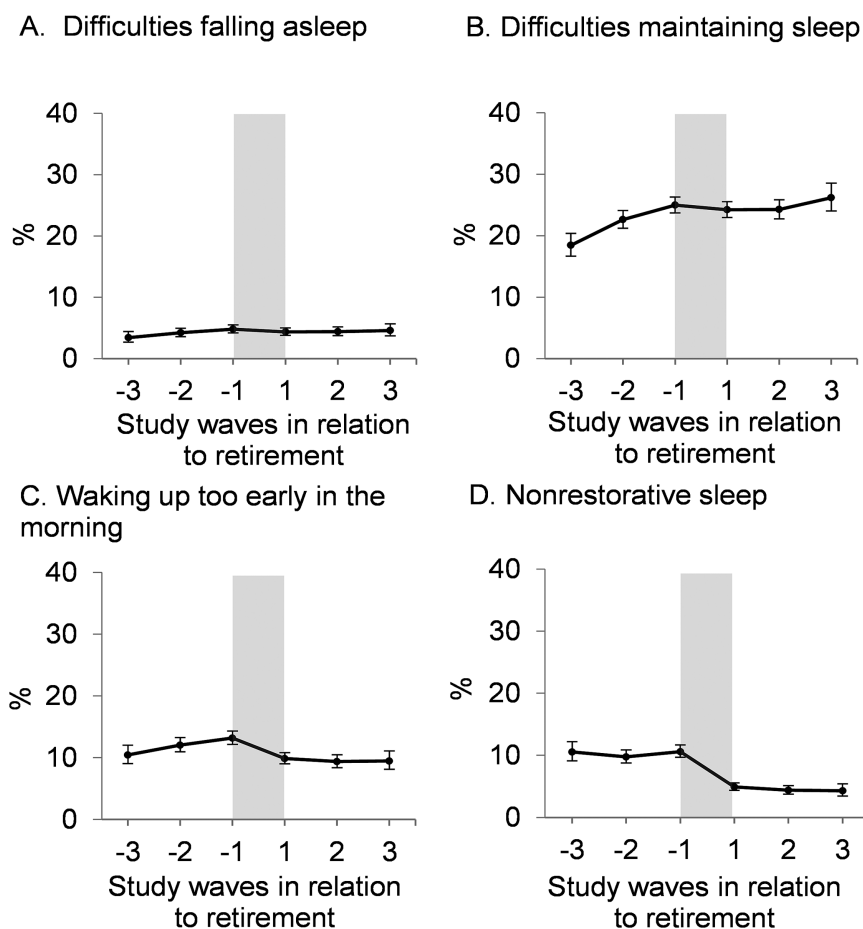 A. Difficulties falling asleep
40
30
20
10
0
%
-3 -2 -1 1 2 3
Study waves in relation
to retirement
B. Difficulties maintaining sleep
40
30
20
10
0
%
-3 -2 -1 1 2 3
Study waves in relation
to retirement
C. Waking up too early in the
morning
40
30
20
10
0
%
-3 -2 -1 1 2 3
Study waves in relation
to retirement
D. Nonrestorative sleep
40
30
20
10
0
%
-3 -2 -1 1 2 3
Study waves in relation
to retirement